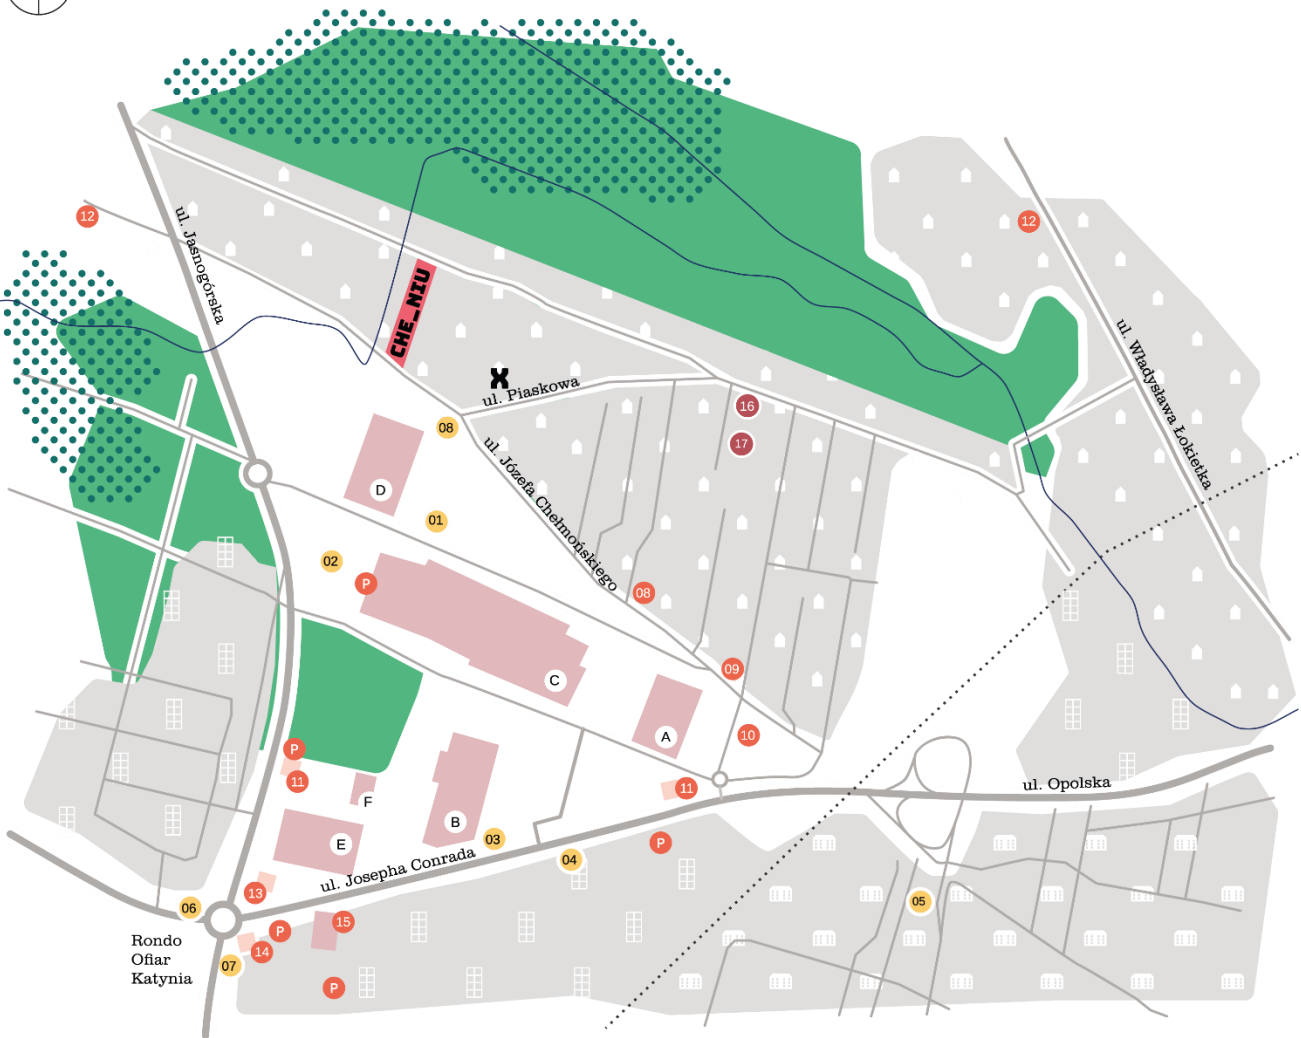 12
12
ul. Jasnogórska
CHE_NIU
ul. Władysława Łokietka
X
ul. Piaskowa
16
08
17
ul. Józefa Chełmońskiego
D
01
02
P
08
09
C
A
10
P
11
11
ul. Opolska
F
B
03
E
P
04
ul. Josepha Conrada
13
05
06
15
P
14
07
P
Rondo
Ofiar
Katynia